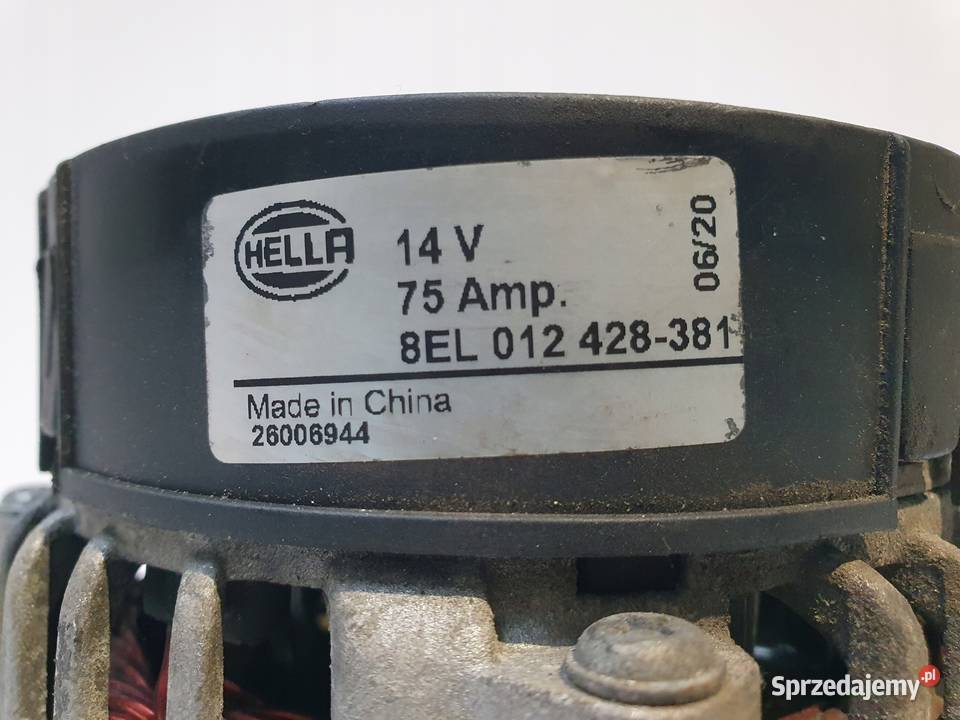 HELLA
14 V
75 Amp.
8EL 012 428-381
06/20
Made in China
26006944
Sprzedajemy.pl